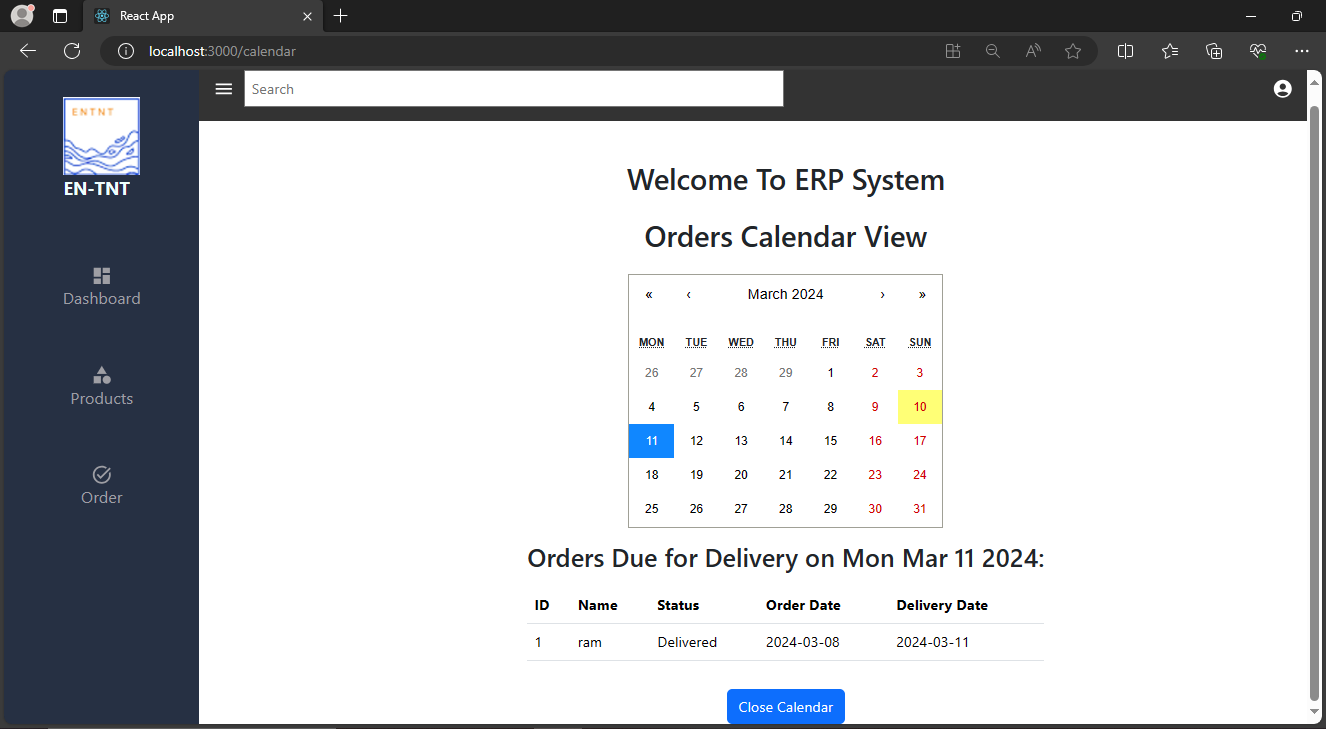 React App
localhost:3000/calendar
ENTNT
EN-TNT
Search
Dashboard
Products
Order
Welcome To ERP System
Orders Calendar View
« ‹ March 2024 › »
MON TUE WED THU FRI SAT SUN
26 27 28 29 1 2 3
4 5 6 7 8 9 10
11 12 13 14 15 16 17
18 19 20 21 22 23 24
25 26 27 28 29 30 31
Orders Due for Delivery on Mon Mar 11 2024:
ID Name Status Order Date Delivery Date
1 ram Delivered 2024-03-08 2024-03-11
Close Calendar